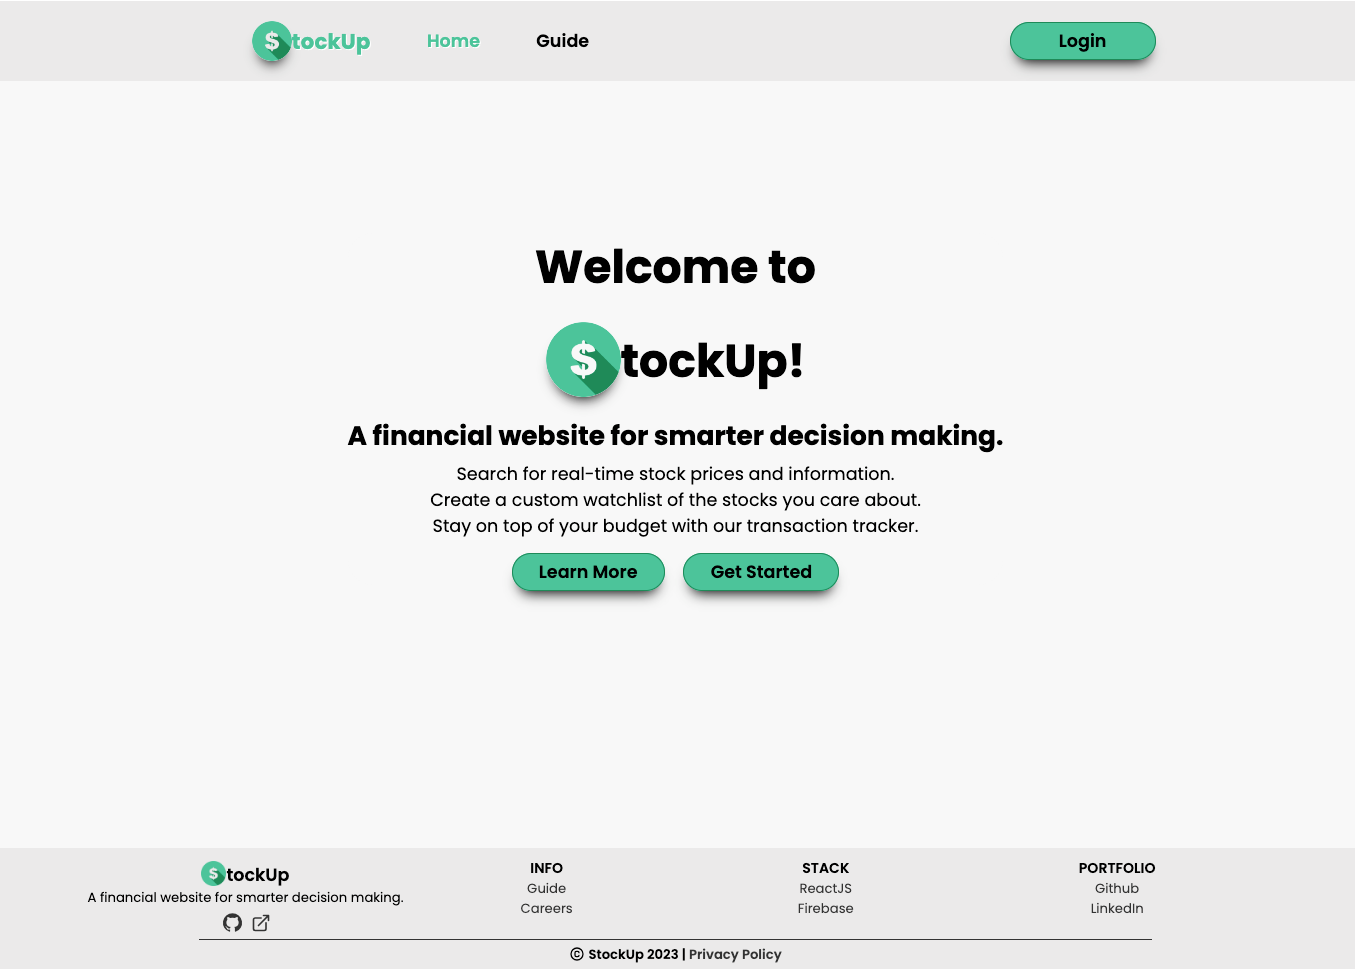 $tockUp Home Guide Login
Welcome to
$tockUp!
A financial website for smarter decision making.
Search for real-time stock prices and information.
Create a custom watchlist of the stocks you care about.
Stay on top of your budget with our transaction tracker.
Learn More Get Started
$tockUp
A financial website for smarter decision making.
INFO
Guide
Careers
STACK
ReactJS
Firebase
PORTFOLIO
Github
LinkedIn
© StockUp 2023 | Privacy Policy